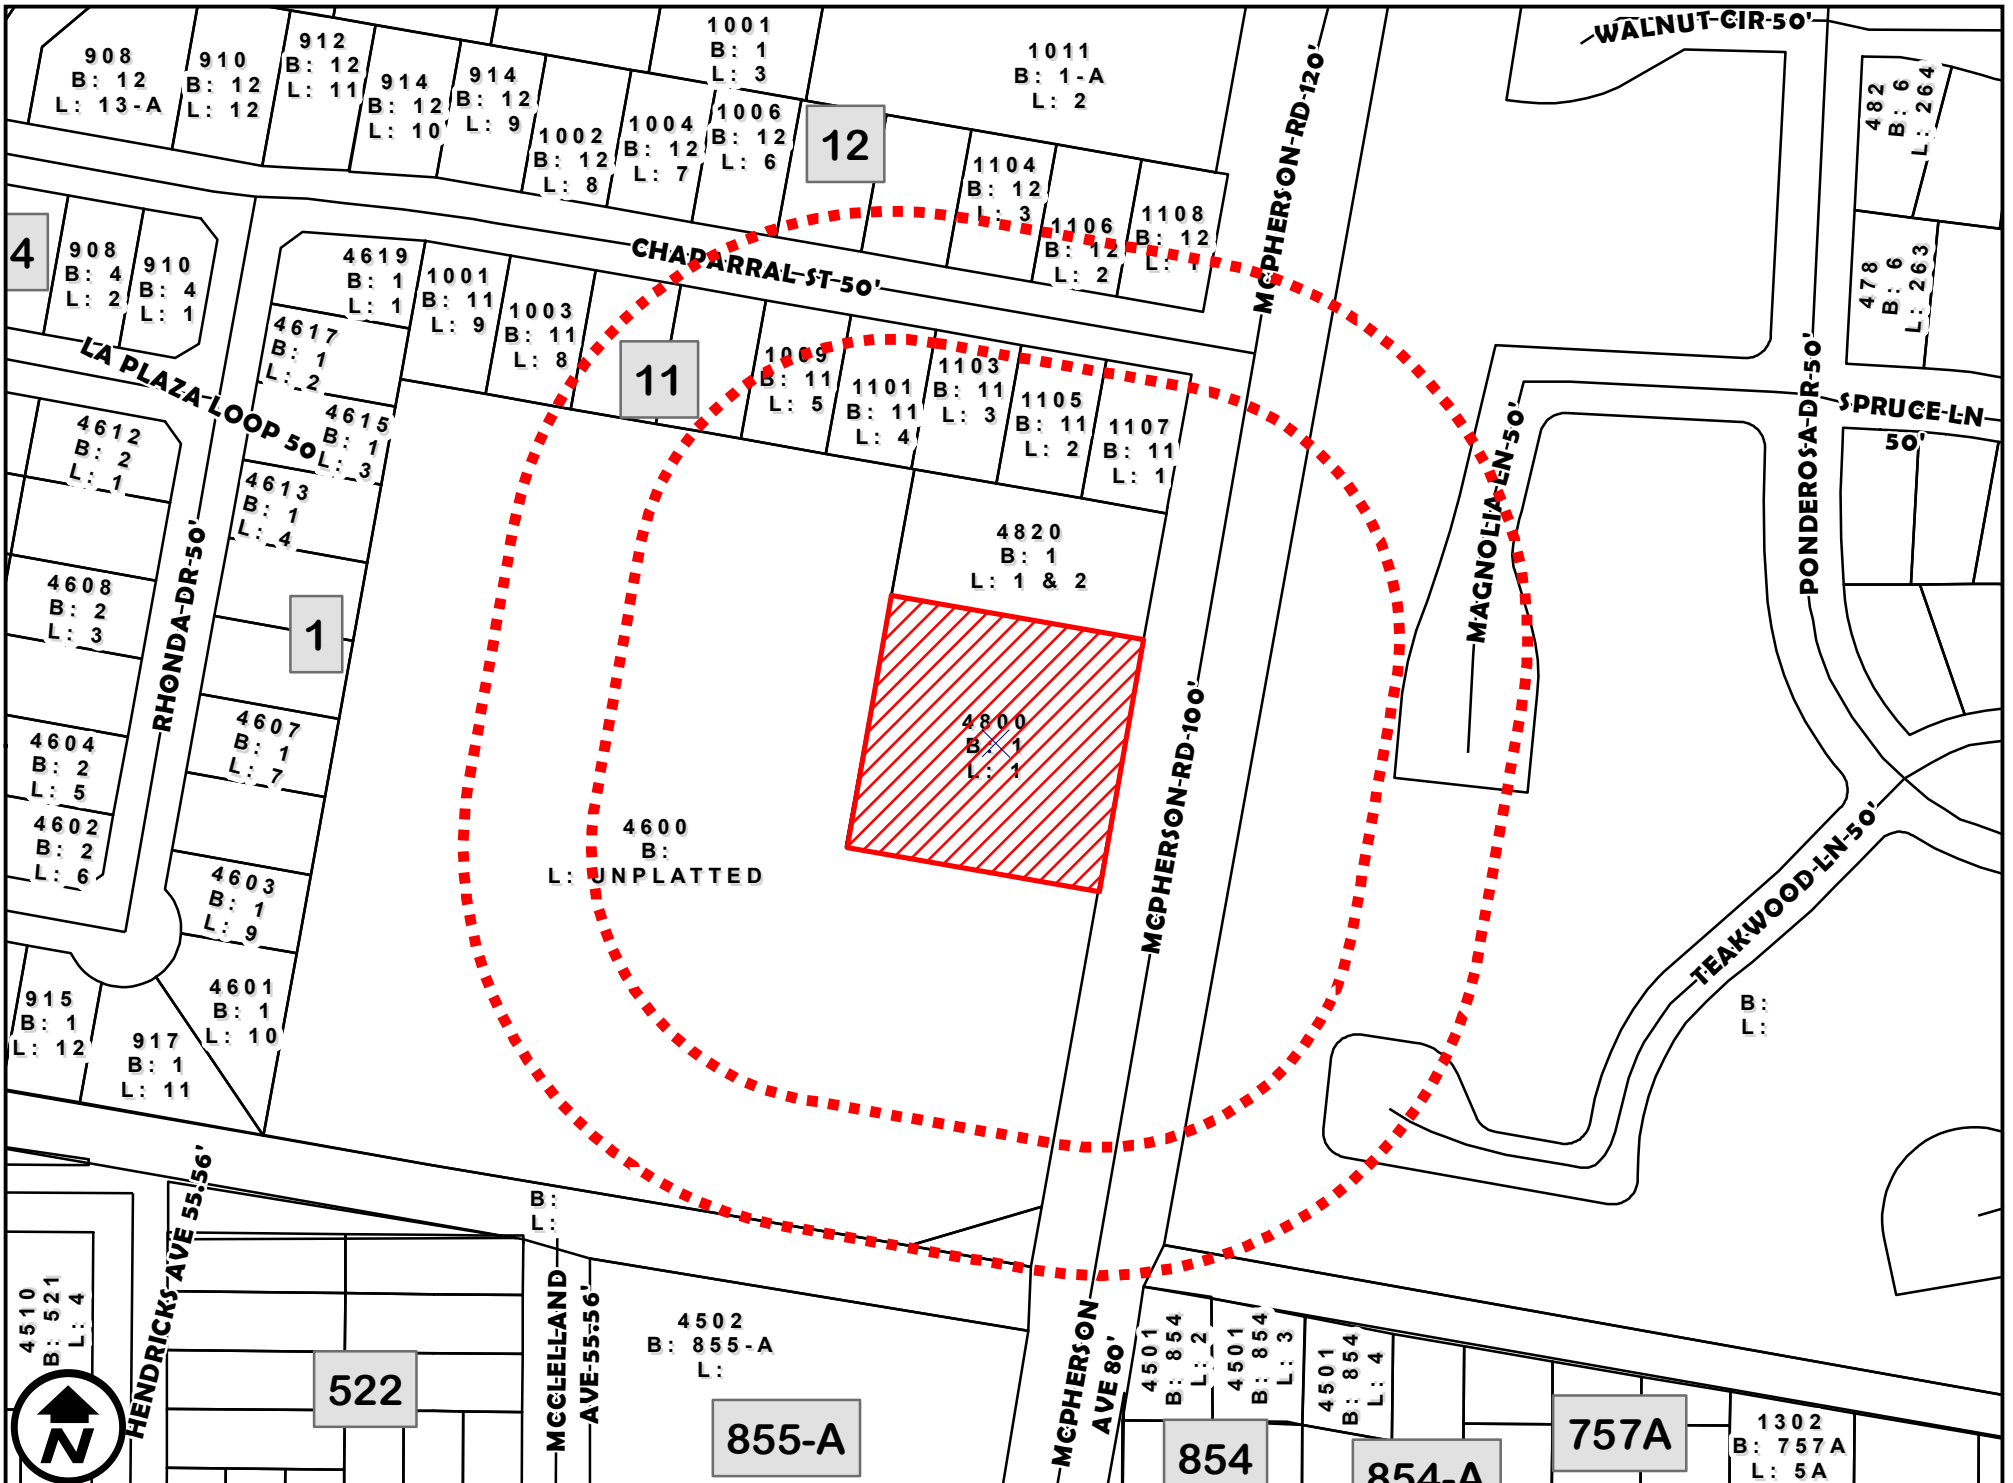 WALNUT CIR 50'
1001
B: 1
L: 3
1011
B: 1-A
L: 2
908
B: 12
L: 13-A
910
B: 12
L: 12
912
B: 12
L: 11
914
B: 12
L: 10
914
B: 12
L: 9
1002
B: 12
L: 8
1004
B: 12
L: 7
1006
B: 12
L: 6
12
1104
B: 12
L: 3
1106
B: 12
L: 2
1108
B: 12
L: 1
MCPHERSON RD 120'
482
B: 6
L: 264
478
B: 6
L: 263
4
908
B: 4
L: 2
910
B: 4
L: 1
CHAPARRAL ST 50'
4619
B: 1
L: 1
1001
B: 11
L: 9
1003
B: 11
L: 8
11
1009
B: 11
L: 5
1101
B: 11
L: 4
1103
B: 11
L: 3
1105
B: 11
L: 2
1107
B: 11
L: 1
LA PLAZA LOOP 50
4617
B: 1
L: 2
4615
B: 1
L: 3
4613
B: 1
L: 4
4612
B: 2
L: 1
4608
B: 2
L: 3
RHONDA DR 50'
1
4607
B: 1
L: 7
4604
B: 2
L: 5
4602
B: 2
L: 6
4603
B: 1
L: 9
4601
B: 1
L: 10
915
B: 1
L: 12
917
B: 1
L: 11
4820
B: 1
L: 1 & 2
4800
B: 1
L: 1
4600
B:
L: UNPLATTED
MCPHERSON RD 100'
MAGNOLIA LN 50'
PONDEROSA DR 50'
SPRUCE LN
50'
TEAKWOOD LN 50'
B:
L:
B:
L:
HENDRICKS AVE 55.56'
4510
B: 521
L: 4
N
522
MCCLELLAND
AVE 55.56'
4502
B: 855-A
L:
855-A
MCPHERSON
AVE 80'
4501
B: 854
L: 2
4501
B: 854
L: 3
4501
B: 854
L: 4
854
854-A
757A
1302
B: 757A
L: 5A